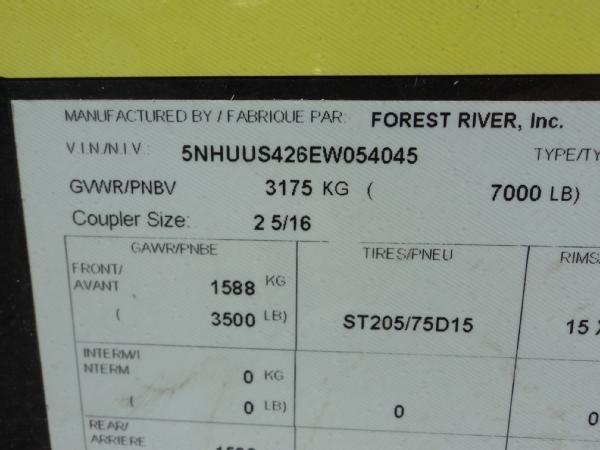 MANUFACTURED BY / FABRIQUE PAR: FOREST RIVER, Inc.
V.I.N./N.I.V.: 5NHUUS426EW054045 TYPE/TY
GVWR/PNBV 3175 KG ( 7000 LB)
Coupler Size: 2 5/16
GAWR/PNBE TIRES/PNEU RIMS
FRONT/
AVANT 1588 KG
( 3500 LB) ST205/75D15 15 X
INTERM/I
NTERM 0 KG
( 0 LB) 0 0
REAR/
ARRIERE